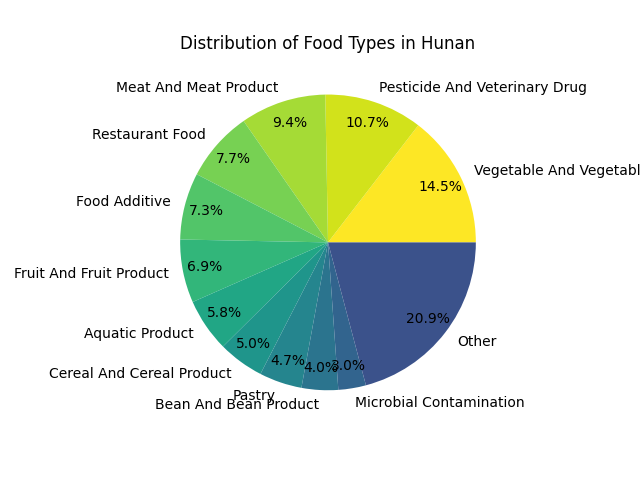 Distribution of Food Types in Hunan
Meat And Meat Product
Pesticide And Veterinary Drug
9.4%
10.7%
Restaurant Food
7.7%
Vegetable And Vegetabl
14.5%
Food Additive
7.3%
Fruit And Fruit Product
6.9%
5.8%
20.9%
Aquatic Product
5.0%
Other
4.7%
4.0%
3.0%
Cereal And Cereal Product
Pastry
Bean And Bean Product
Microbial Contamination